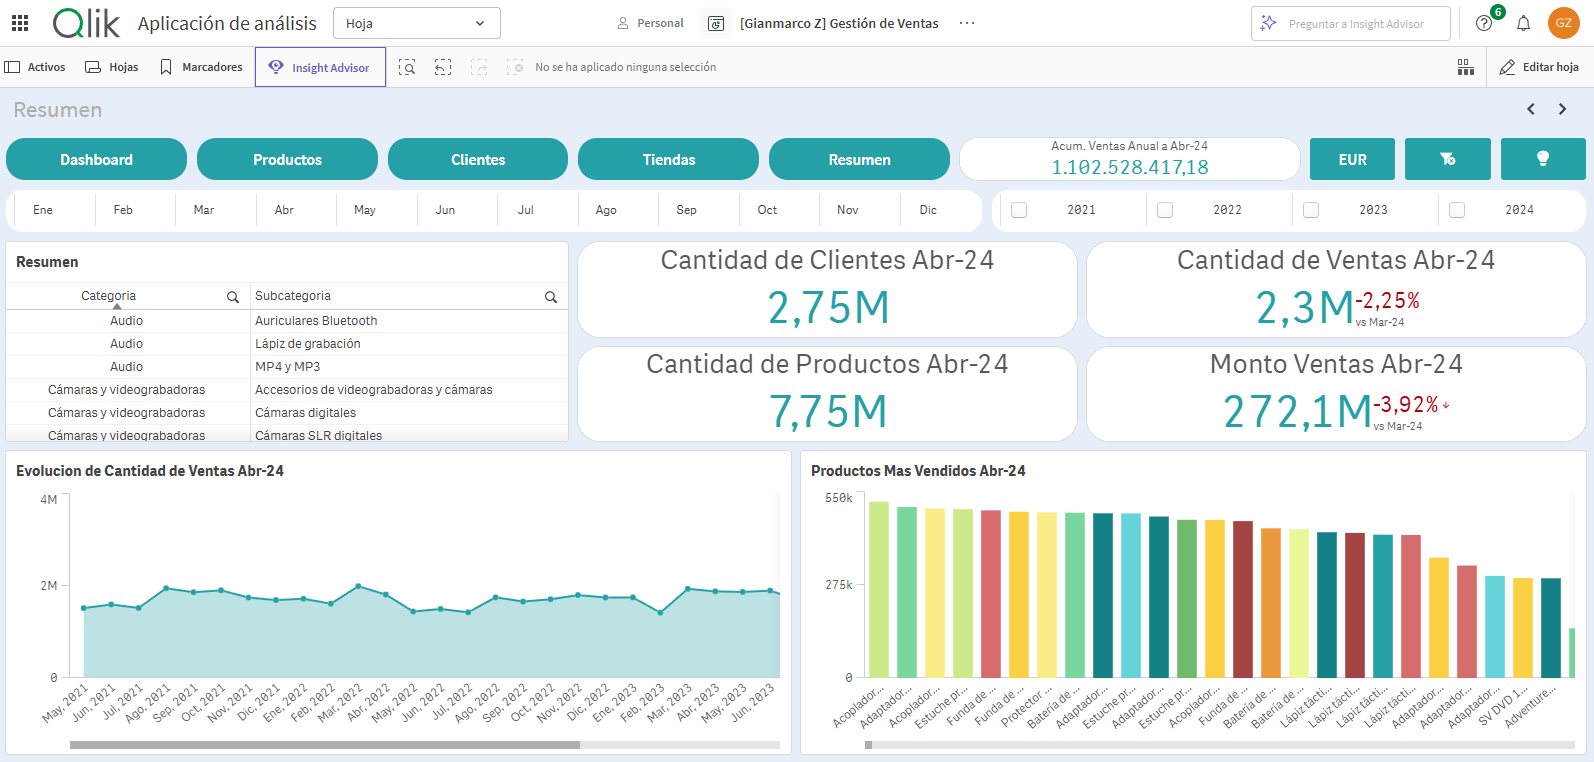 Qlik
Aplicación de análisis
Hoja
Personal
[Gianmarco Z] Gestión de Ventas
...
Preguntar a Insight Advisor
6
GZ
Activos
Hojas
Marcadores
Insight Advisor
No se ha aplicado ninguna selección
Editar hoja
Resumen
Dashboard
Productos
Clientes
Tiendas
Resumen
Acum. Ventas Anual a Abr-24
1.102.528.417,18
EUR
Ene Feb Mar Abr May Jun Jul Ago Sep Oct Nov Dic
2021 2022 2023 2024
Resumen
Categoria Subcategoria
Audio Auriculares Bluetooth
Audio Lápiz de grabación
Audio MP4 y MP3
Cámaras y videograbadoras Accesorios de videograbadoras y cámaras
Cámaras y videograbadoras Cámaras digitales
Cámaras y videograbadoras Cámaras SLR digitales
Cantidad de Clientes Abr-24
2,75M
Cantidad de Ventas Abr-24
2,3M -2,25%
vs Mar-24
Cantidad de Productos Abr-24
7,75M
Monto Ventas Abr-24
272,1M -3,92% ↓
vs Mar-24
Evolucion de Cantidad de Ventas Abr-24
4M
2M
0
May, 2021
Jun, 2021
Jul, 2021
Ago, 2021
Sep, 2021
Oct, 2021
Nov, 2021
Dic, 2021
Ene, 2022
Feb, 2022
Mar, 2022
Abr, 2022
May, 2022
Jun, 2022
Jul, 2022
Ago, 2022
Sep, 2022
Oct, 2022
Nov, 2022
Dic, 2022
Ene, 2023
Feb, 2023
Mar, 2023
Abr, 2023
May, 2023
Jun, 2023
Productos Mas Vendidos Abr-24
550k
275k
0
Acoplador...
Adaptador...
Acoplador...
Estuche pr...
Funda de ...
Funda de ...
Protector ...
Batería de ...
Adaptador...
Estuche pr...
Adaptador...
Estuche pr...
Acoplador...
Funda de ...
Batería de ...
Batería de ...
Lápiz tácti...
Lápiz tácti...
Lápiz tácti...
Lápiz tácti...
Adaptador...
Adaptador...
Adaptador...
SV DVD 1...
Adventure...